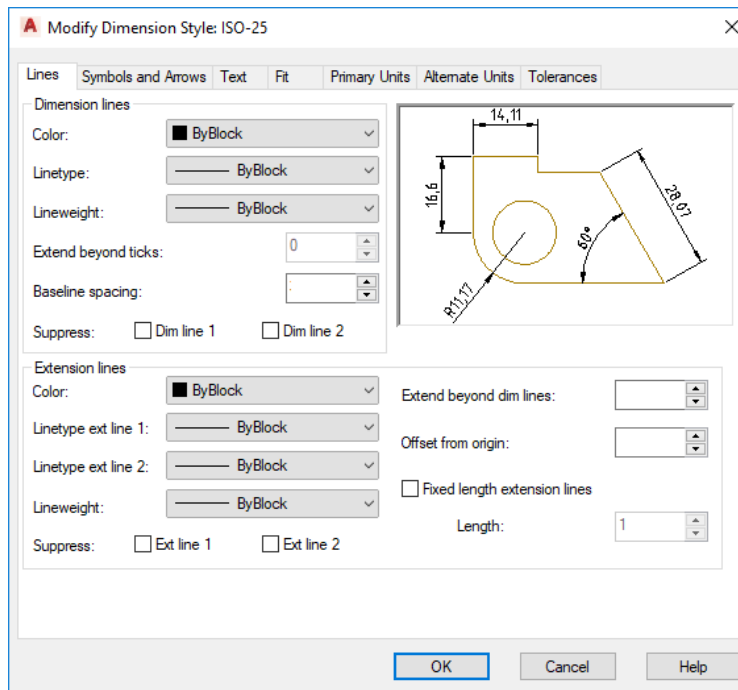 Modify Dimension Style: ISO-25
Lines Symbols and Arrows Text Fit Primary Units Alternate Units Tolerances
Dimension lines
Color: ByBlock
Linetype: ByBlock
Lineweight: ByBlock
Extend beyond ticks: 0
Baseline spacing:
Suppress: Dim line 1 Dim line 2
14,11
16,6
28,07
60°
R11,17
Extension lines
Color: ByBlock
Linetype ext line 1: ByBlock
Linetype ext line 2: ByBlock
Lineweight: ByBlock
Suppress: Ext line 1 Ext line 2
Extend beyond dim lines:
Offset from origin:
Fixed length extension lines
Length: 1
OK Cancel Help